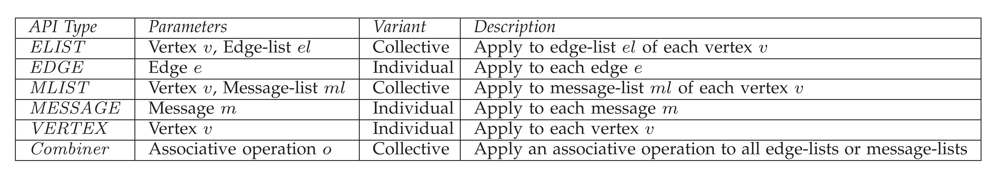 API Type Parameters Variant Description
ELIST Vertex v, Edge-list el Collective Apply to edge-list el of each vertex v
EDGE Edge e Individual Apply to each edge e
MLIST Vertex v, Message-list ml Collective Apply to message-list ml of each vertex v
MESSAGE Message m Individual Apply to each message m
VERTEX Vertex v Individual Apply to each vertex v
Combiner Associative operation o Collective Apply an associative operation to all edge-lists or message-lists